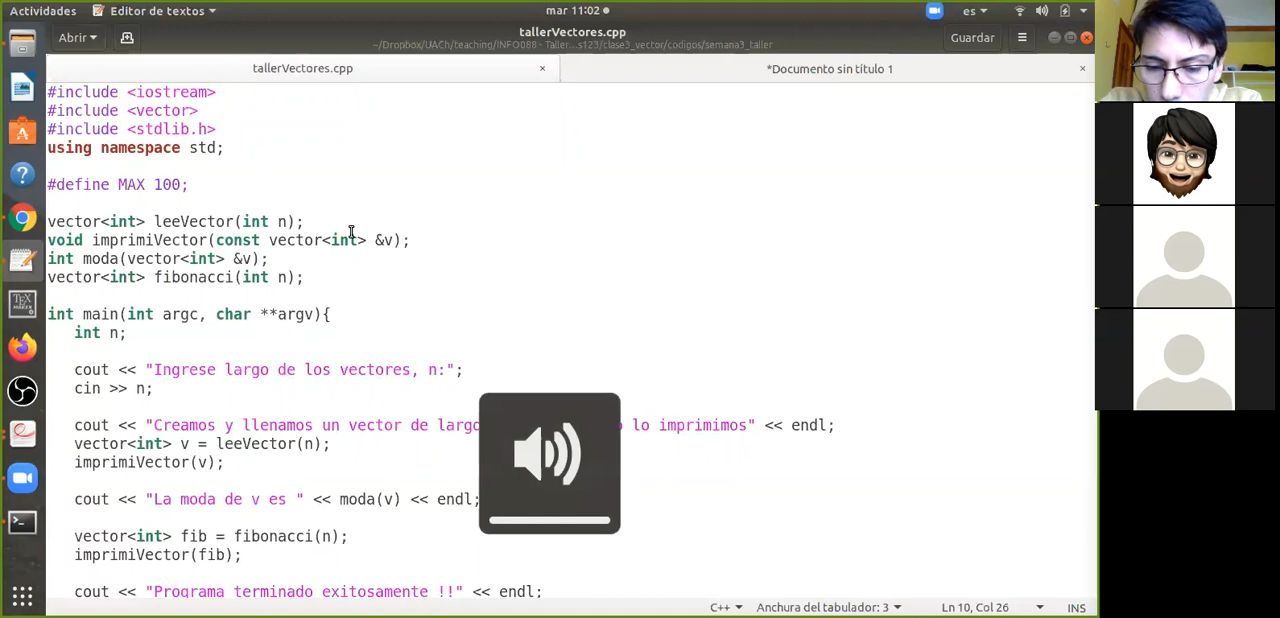 Actividades Editor de textos mar 11:02 es
Abrir tallerVectores.cpp Guardar
~/Dropbox/UACh/teaching/INFO088 - Taller ...s123/clase3_vector/codigos/semana3_taller
tallerVectores.cpp × *Documento sin título 1 ×
#include <iostream>
#include <vector>
#include <stdlib.h>
using namespace std;
#define MAX 100;
vector<int> leeVector(int n);
void imprimiVector(const vector<int> &v);
int moda(vector<int> &v);
vector<int> fibonacci(int n);
int main(int argc, char **argv){
int n;
cout << "Ingrese largo de los vectores, n:";
cin >> n;
cout << "Creamos y llenamos un vector de largo lo imprimimos" << endl;
vector<int> v = leeVector(n);
imprimiVector(v);
cout << "La moda de v es " << moda(v) << endl;
vector<int> fib = fibonacci(n);
imprimiVector(fib);
cout << "Programa terminado exitosamente !!" << endl;
C++ Anchura del tabulador: 3 Ln 10, Col 26 INS